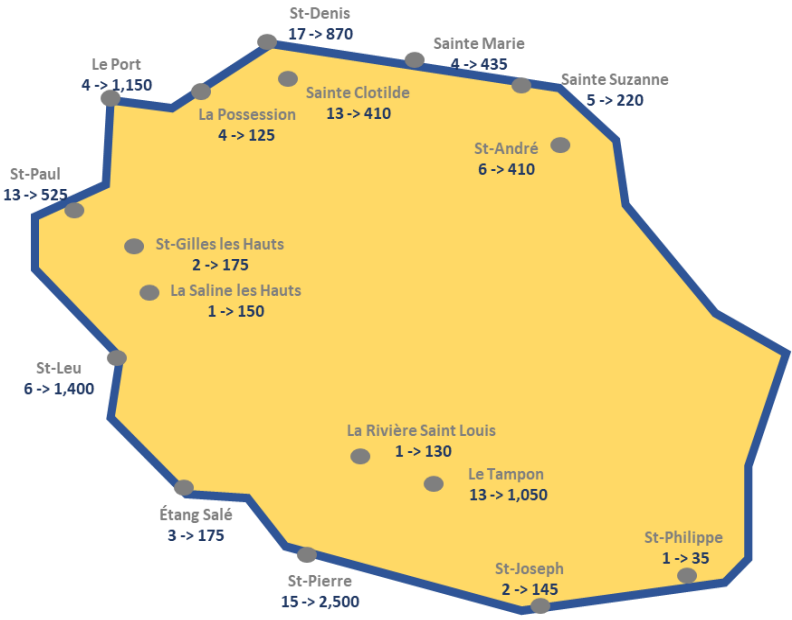 St-Denis
17 -> 870
Sainte Marie
4 -> 435
Le Port
4 -> 1,150
Sainte Suzanne
5 -> 220
Sainte Clotilde
13 -> 410
La Possession
4 -> 125
St-André
6 -> 410
St-Paul
13 -> 525
St-Gilles les Hauts
2 -> 175
La Saline les Hauts
1 -> 150
St-Leu
6 -> 1,400
La Rivière Saint Louis
1 -> 130
Le Tampon
13 -> 1,050
Étang Salé
3 -> 175
St-Philippe
1 -> 35
St-Joseph
2 -> 145
St-Pierre
15 -> 2,500